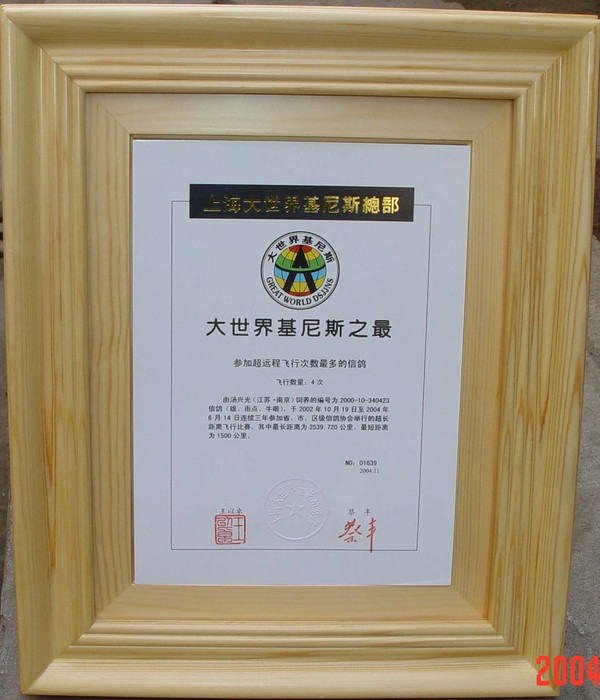 上海大世界基尼斯總部
大世界基尼斯
GREAT WORLD DSJJNS
大世界基尼斯之最
参加超远程飞行次数最多的信鸽
飞行数量：4 次
由汤兴光（江苏·南京）饲养的编号为 2000-10-340423
信鸽（雄、雨点、牛眼），于 2002 年 10 月 19 日至 2004 年
6 月 14 日连续三年参加省、市、区级信鸽协会举行的超长
距离飞行比赛，其中最长距离为 2539.720 公里，最短距离
为 1500 公里。
NO：01639
2004.11
王以卓
蔡 丰
蔡丰
2004